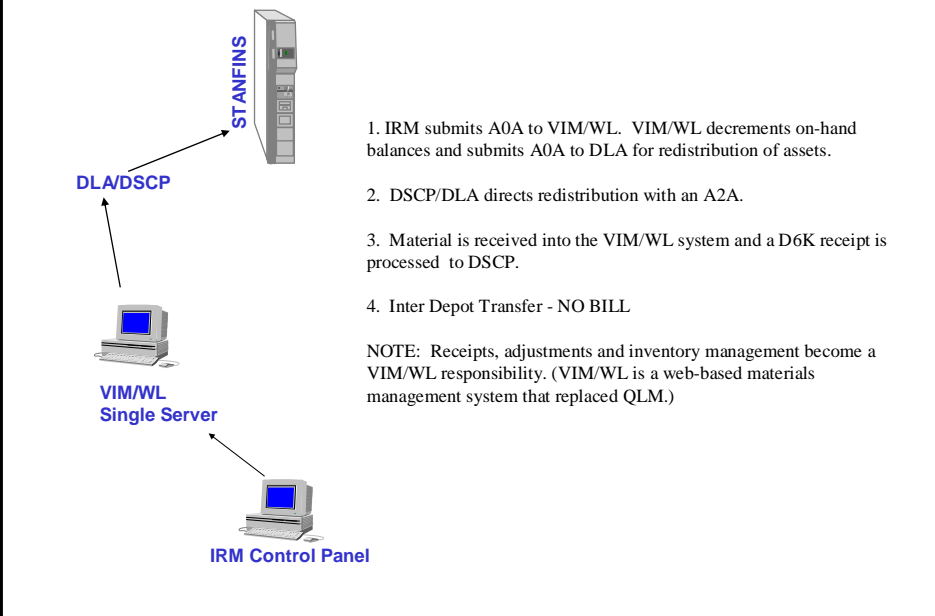 STANFINS
1. IRM submits A0A to VIM/WL.  VIM/WL decrements on-hand
balances and submits A0A to DLA for redistribution of assets.
DLA/DSCP
2.  DSCP/DLA directs redistribution with an A2A.
3.  Material is received into the VIM/WL system and a D6K receipt is
processed  to DSCP.
4.  Inter Depot Transfer - NO BILL
NOTE:  Receipts, adjustments and inventory management become a
VIM/WL responsibility. (VIM/WL is a web-based materials
management system that replaced QLM.)
VIM/WL
Single Server
IRM Control Panel